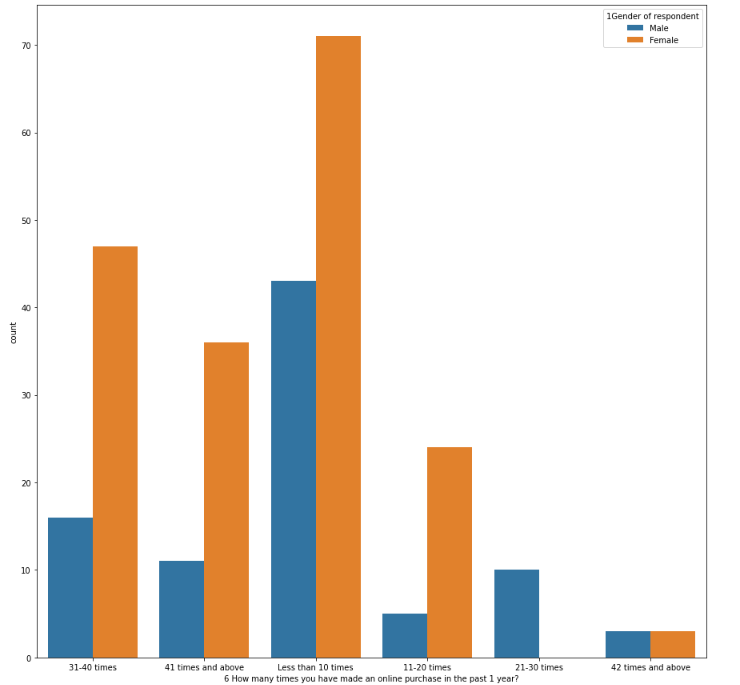 1Gender of respondent
Male
Female
70
60
50
40
30
20
10
0
count
31-40 times
41 times and above
Less than 10 times
11-20 times
21-30 times
42 times and above
6 How many times you have made an online purchase in the past 1 year?